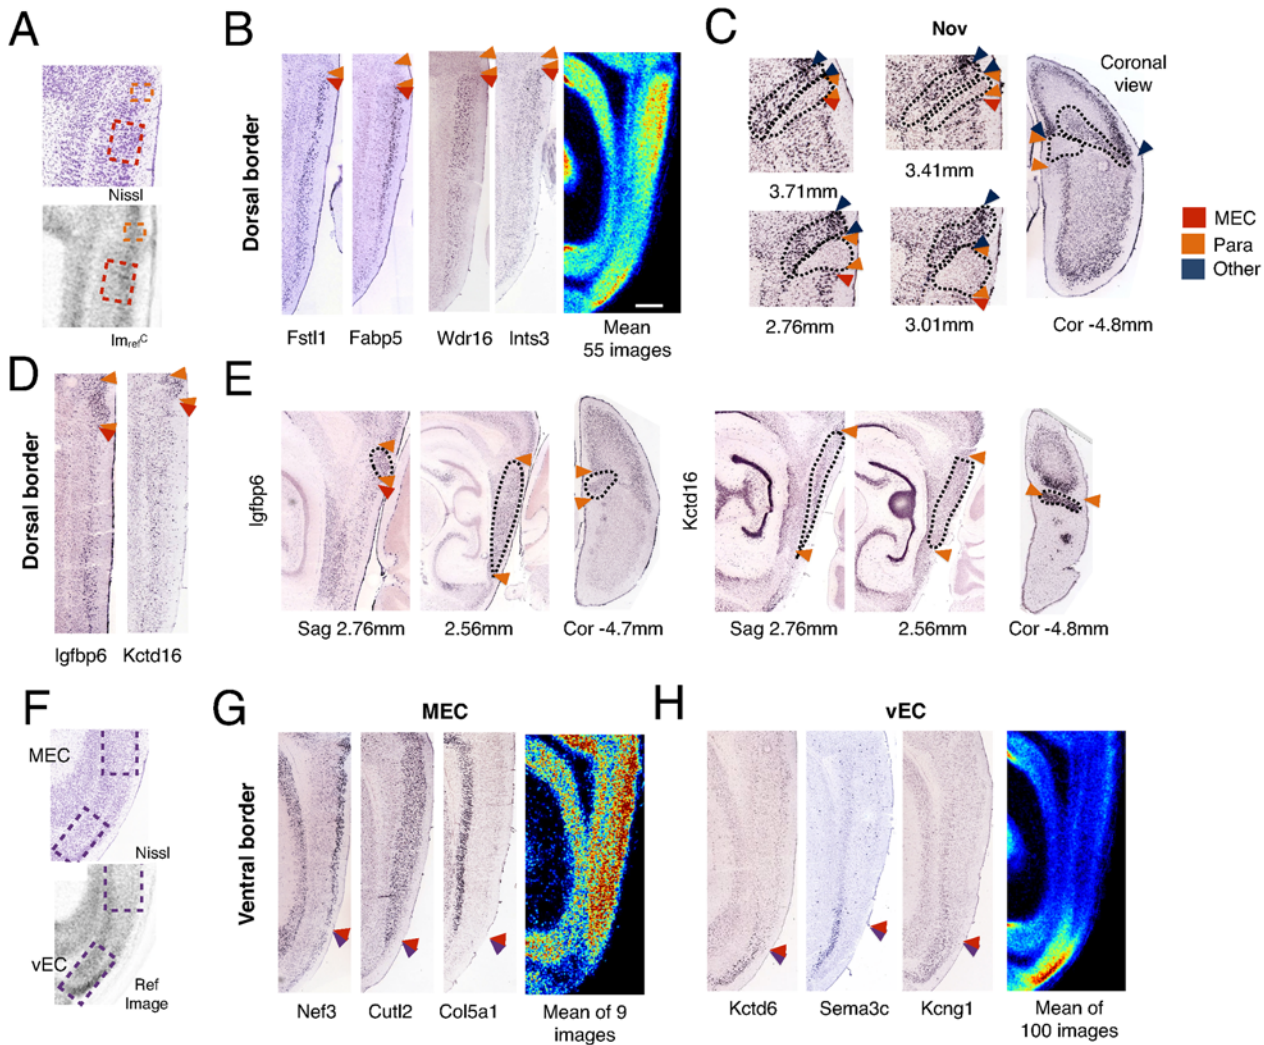 A
Nissl
Im ref C
B
Dorsal border
Fstl1
Fabp5
Wdr16
Ints3
Mean
55 images
C
Nov
Coronal
view
3.71mm
3.41mm
2.76mm
3.01mm
Cor -4.8mm
MEC
Para
Other
D
Dorsal border
Igfbp6
Kctd16
E
Igfbp6
Sag 2.76mm
2.56mm
Cor -4.7mm
Kctd16
Sag 2.76mm
2.56mm
Cor -4.8mm
F
MEC
Nissl
vEC
Ref
Image
G
MEC
Ventral border
Nef3
Cutl2
Col5a1
Mean of 9
images
H
vEC
Kctd6
Sema3c
Kcng1
Mean of
100 images